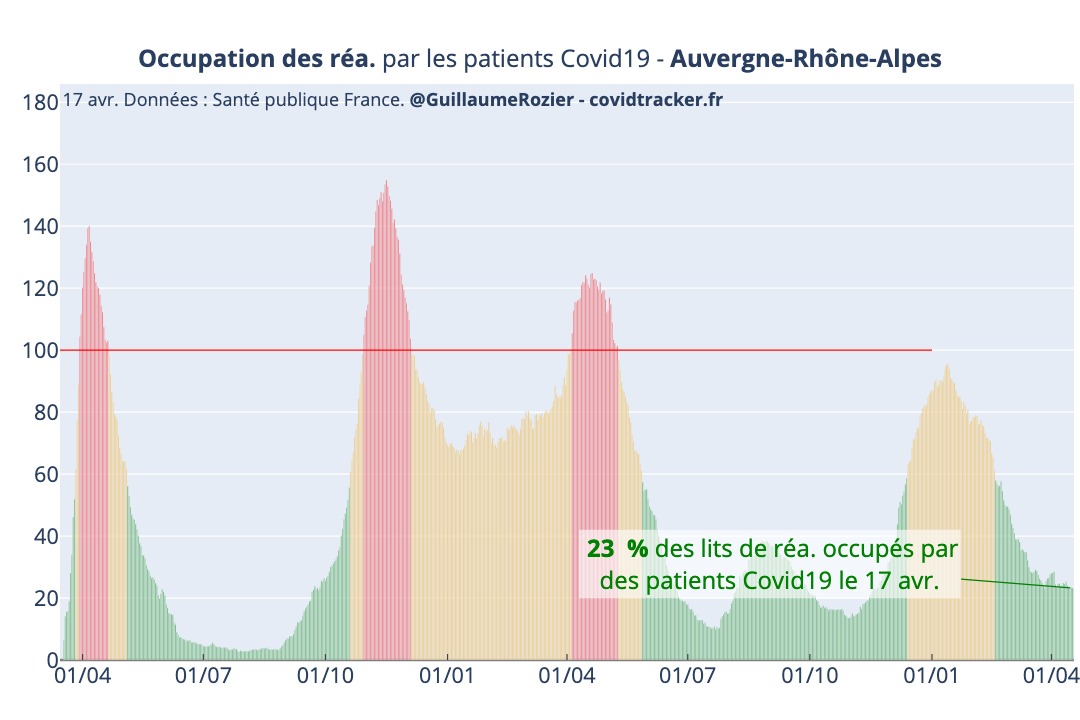 Occupation des réa. par les patients Covid19 - Auvergne-Rhône-Alpes
17 avr. Données : Santé publique France. @GuillaumeRozier - covidtracker.fr
180
160
140
120
100
80
60
40
20
0
23 % des lits de réa. occupés par
des patients Covid19 le 17 avr.
01/04 01/07 01/10 01/01 01/04 01/07 01/10 01/01 01/04